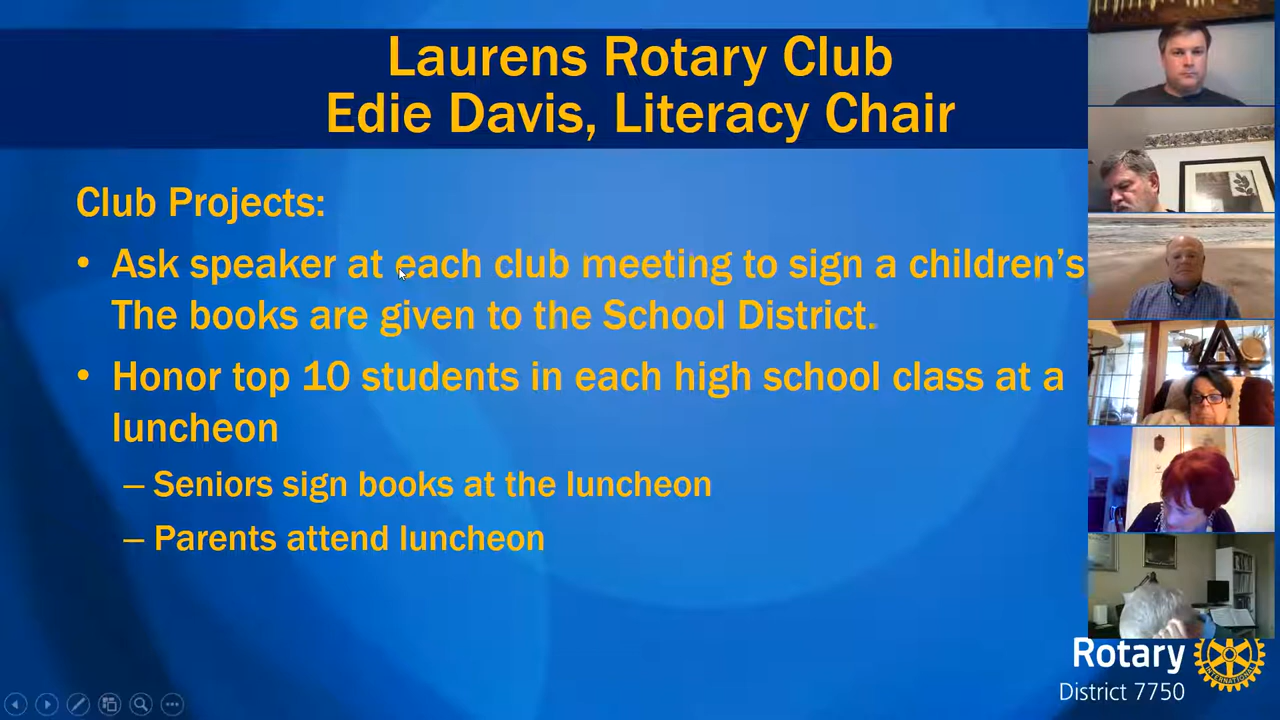 Laurens Rotary Club
Edie Davis, Literacy Chair
Club Projects:
• Ask speaker at each club meeting to sign a children's
The books are given to the School District.
• Honor top 10 students in each high school class at a
luncheon
– Seniors sign books at the luncheon
– Parents attend luncheon
Rotary
District 7750